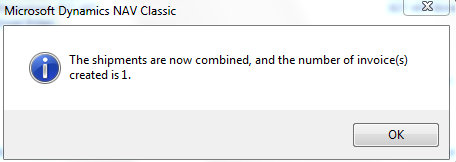 Microsoft Dynamics NAV Classic
The shipments are now combined, and the number of invoice(s)
created is 1.
OK